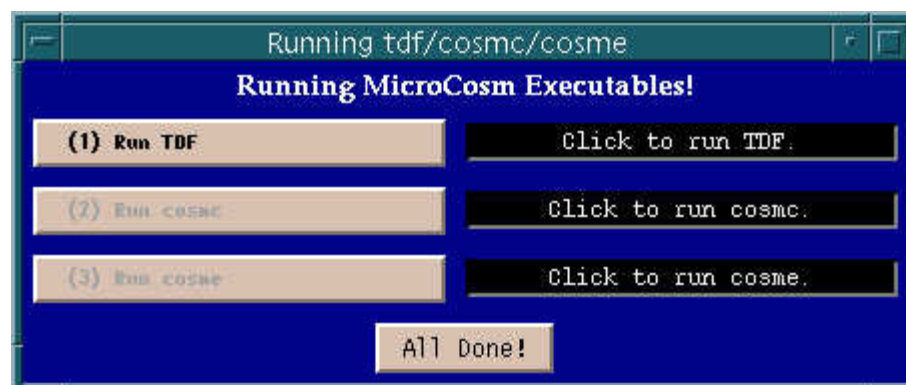 Running tdf/cosmc/cosme
Running MicroCosm Executables!
(1) Run TDF
Click to run TDF.
(2) Run cosmc
Click to run cosmc.
(3) Run cosme
Click to run cosme.
All Done!